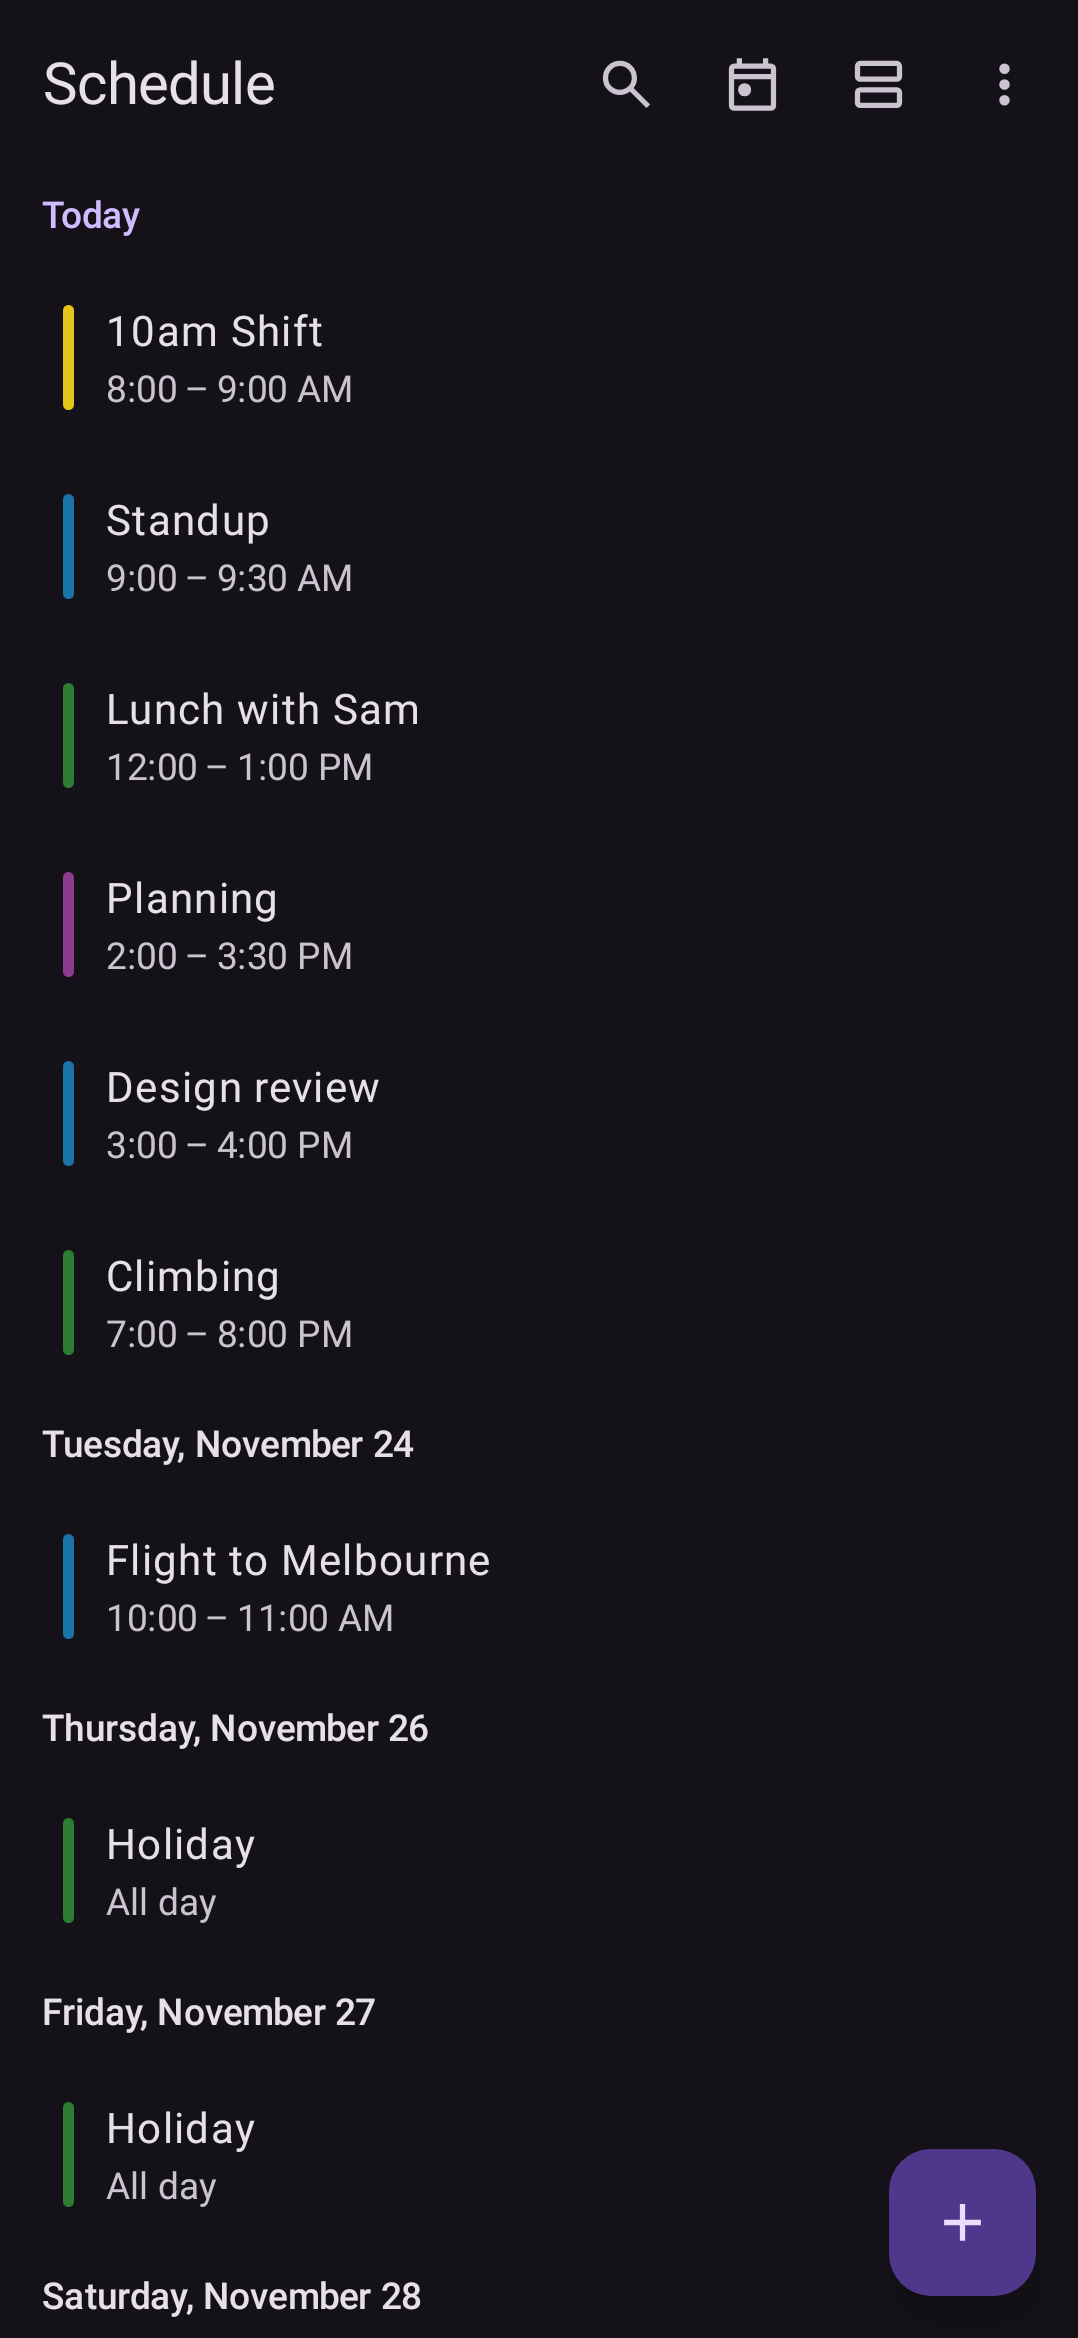 Schedule
Today
10am Shift
8:00 – 9:00 AM
Standup
9:00 – 9:30 AM
Lunch with Sam
12:00 – 1:00 PM
Planning
2:00 – 3:30 PM
Design review
3:00 – 4:00 PM
Climbing
7:00 – 8:00 PM
Tuesday, November 24
Flight to Melbourne
10:00 – 11:00 AM
Thursday, November 26
Holiday
All day
Friday, November 27
Holiday
All day
Saturday, November 28